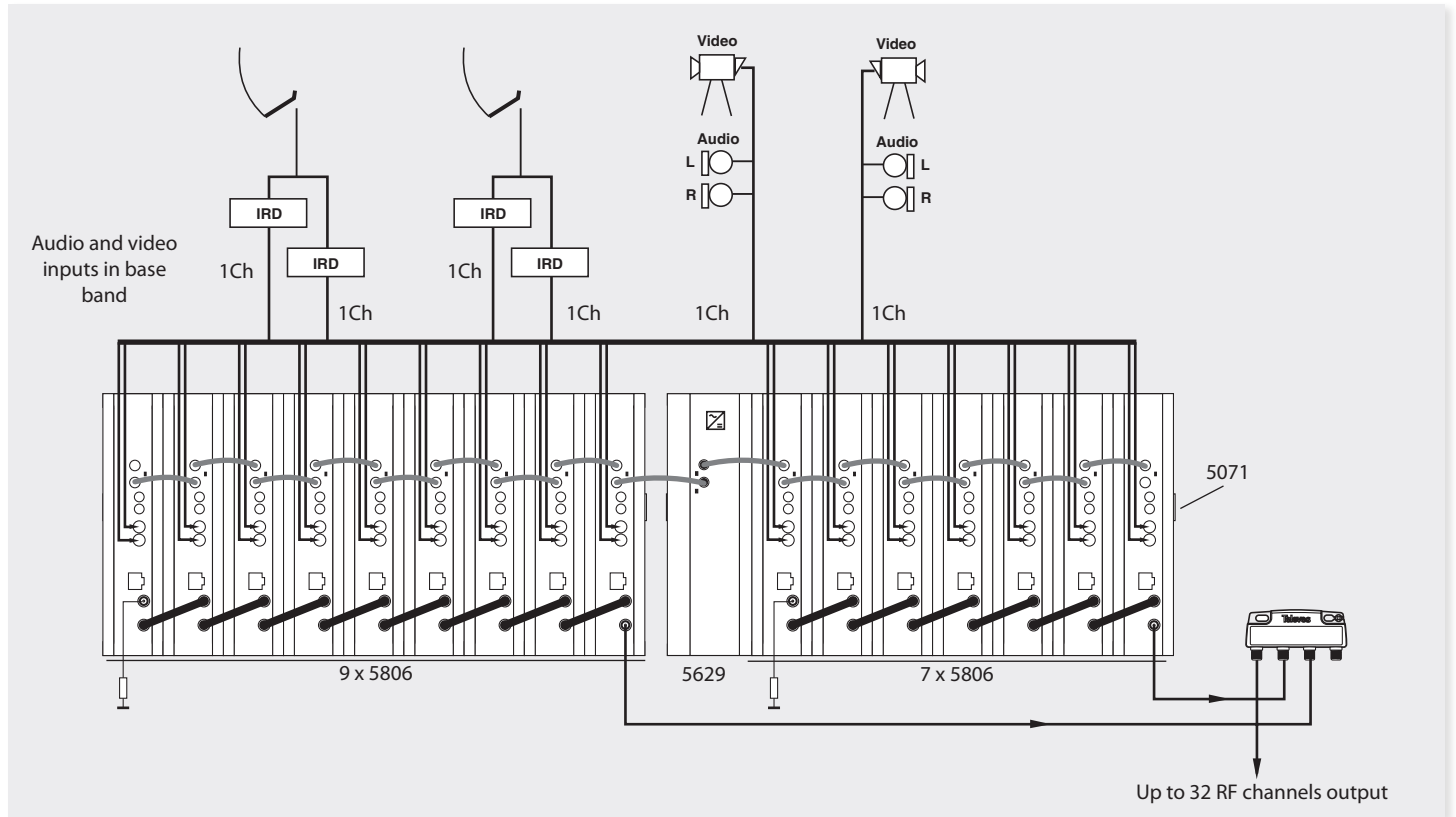 Video
Video
Audio
L
R
Audio
L
R
IRD
IRD
IRD
IRD
Audio and video
inputs in base
band
1Ch
1Ch
1Ch
1Ch
1Ch
1Ch
5071
9 x 5806
5629
7 x 5806
Televes
Up to 32 RF channels output